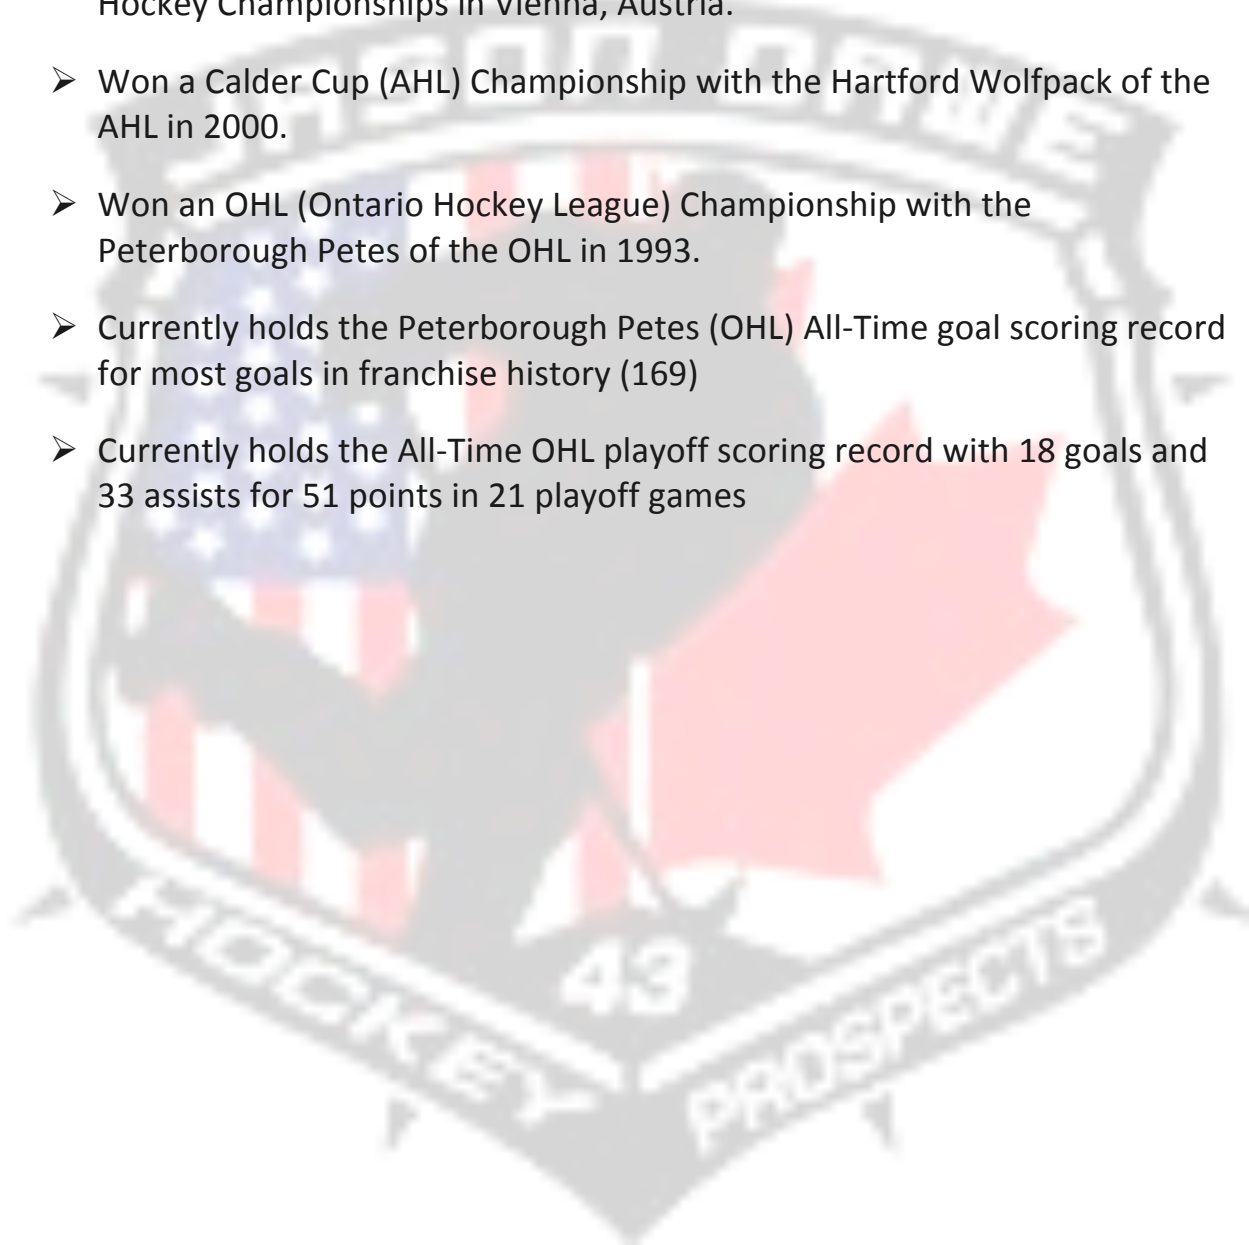 Hockey Championships in Vienna, Austria.
JASON DAWE
➢ Won a Calder Cup (AHL) Championship with the Hartford Wolfpack of the
AHL in 2000.
➢ Won an OHL (Ontario Hockey League) Championship with the
Peterborough Petes of the OHL in 1993.
➢ Currently holds the Peterborough Petes (OHL) All-Time goal scoring record
for most goals in franchise history (169)
➢ Currently holds the All-Time OHL playoff scoring record with 18 goals and
33 assists for 51 points in 21 playoff games
43
HOCKEY
PROSPECTS